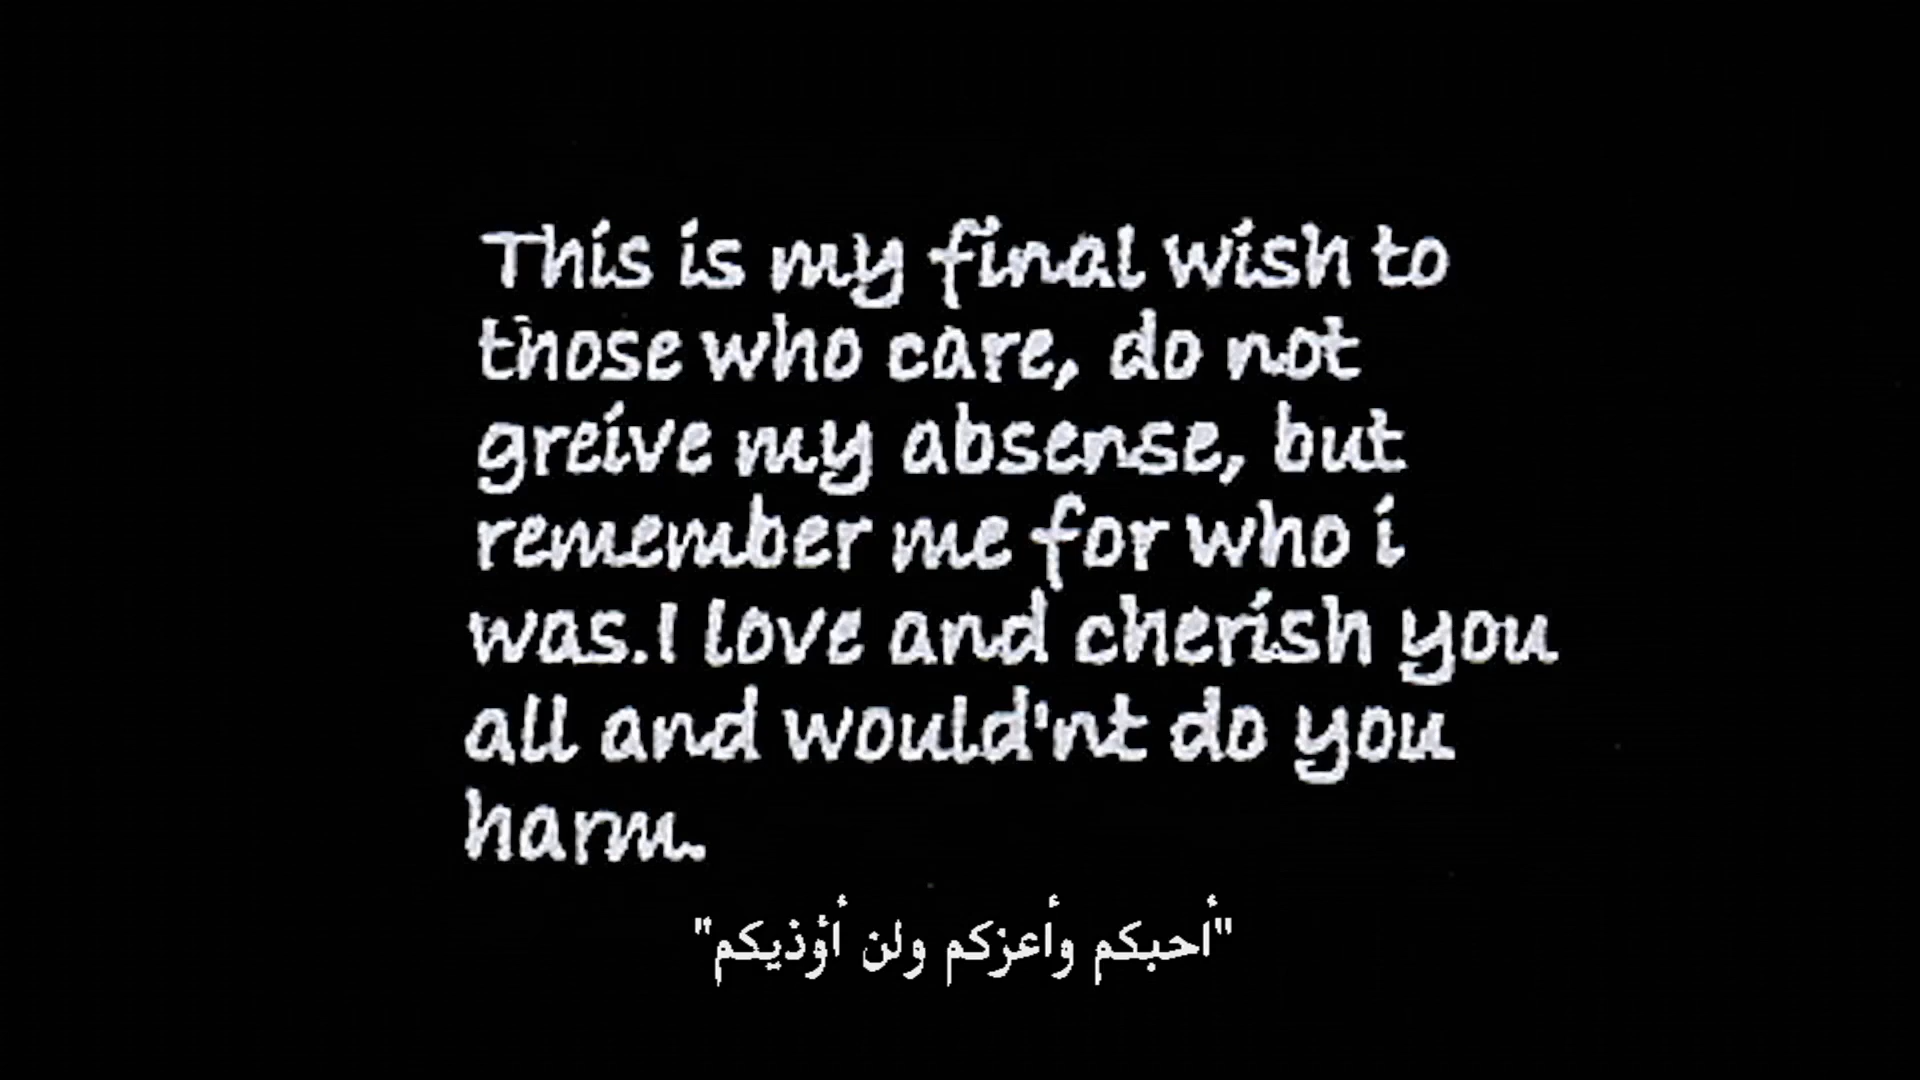 This is my final wish to
those who care, do not
greive my absense, but
remember me for who i
was.I love and cherish you
all and would'nt do you
harm.
"أحبكم وأعزكم ولن أؤذيكم"